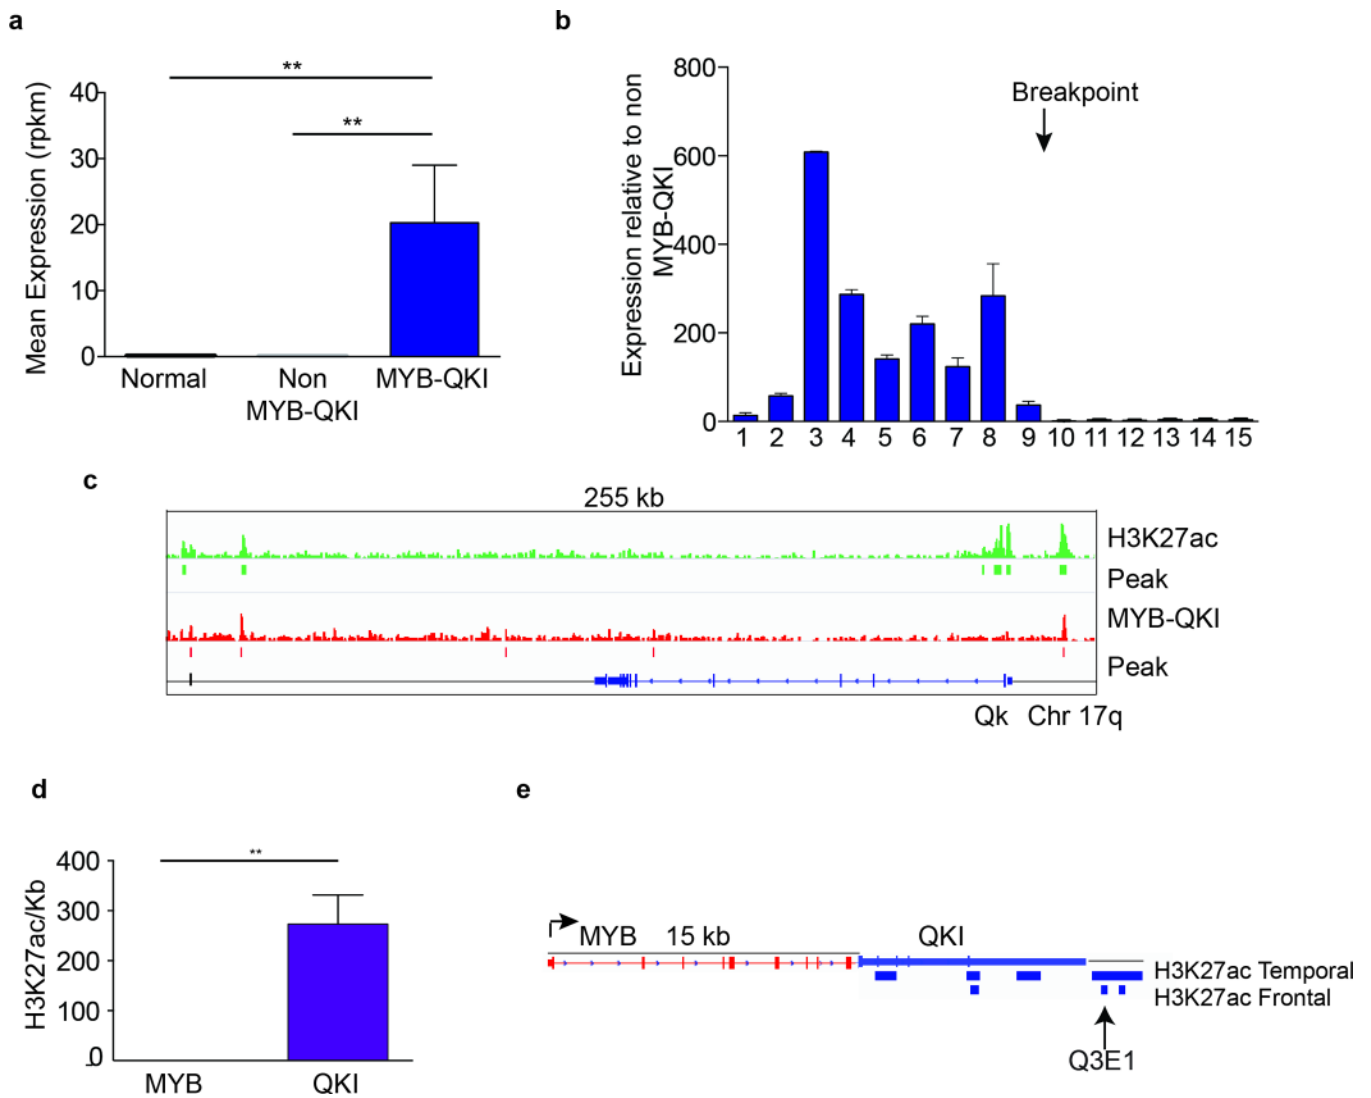 a
Mean Expression (rpkm)
40
30
20
10
0
**
**
Normal
Non
MYB-QKI
MYB-QKI
b
Expression relative to non
MYB-QKI
800
600
400
200
0
Breakpoint
1 2 3 4 5 6 7 8 9 10 11 12 13 14 15
c
255 kb
H3K27ac
Peak
MYB-QKI
Peak
Qk Chr 17q
d
H3K27ac/Kb
400
300
200
100
0
**
MYB QKI
e
MYB 15 kb QKI
H3K27ac Temporal
H3K27ac Frontal
Q3E1